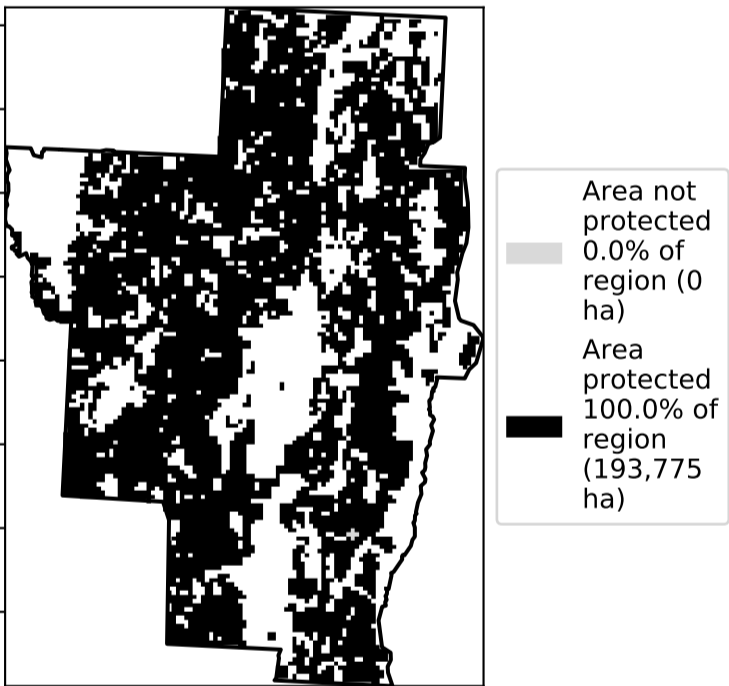 Area not
protected
0.0% of
region (0
ha)
Area
protected
100.0% of
region
(193,775
ha)